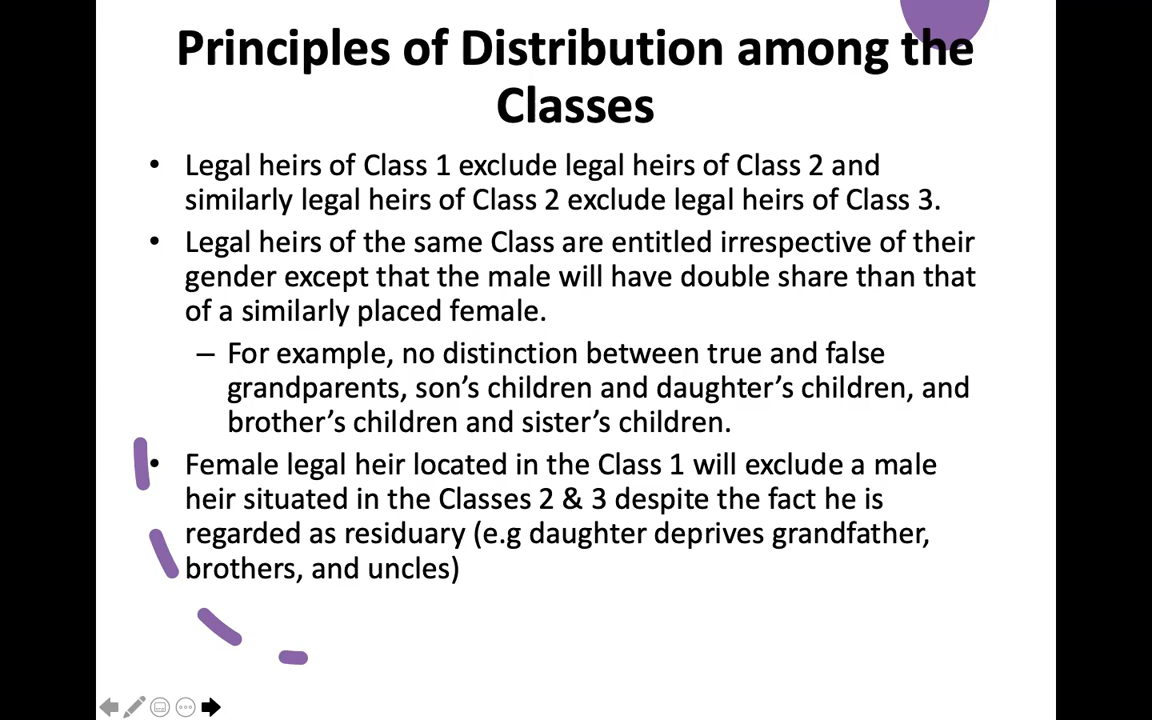 Principles of Distribution among the
Classes
• Legal heirs of Class 1 exclude legal heirs of Class 2 and
similarly legal heirs of Class 2 exclude legal heirs of Class 3.
• Legal heirs of the same Class are entitled irrespective of their
gender except that the male will have double share than that
of a similarly placed female.
– For example, no distinction between true and false
grandparents, son’s children and daughter’s children, and
brother’s children and sister’s children.
• Female legal heir located in the Class 1 will exclude a male
heir situated in the Classes 2 & 3 despite the fact he is
regarded as residuary (e.g daughter deprives grandfather,
brothers, and uncles)